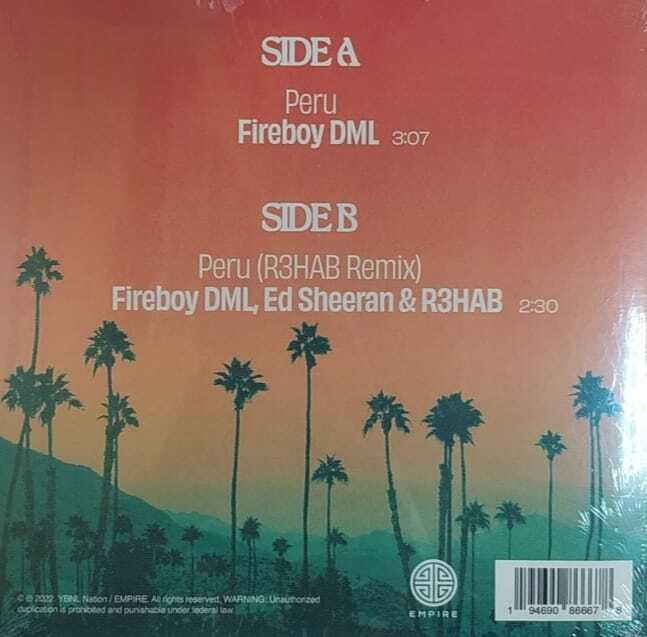 SIDE A
Peru
Fireboy DML 3:07
SIDE B
Peru (R3HAB Remix)
Fireboy DML, Ed Sheeran & R3HAB 2:30
℗ © 2022. YBNL Nation / EMPIRE. All rights reserved. WARNING: Unauthorized
duplication is prohibited and punishable under federal law.
EMPIRE
1 94690 86667 8